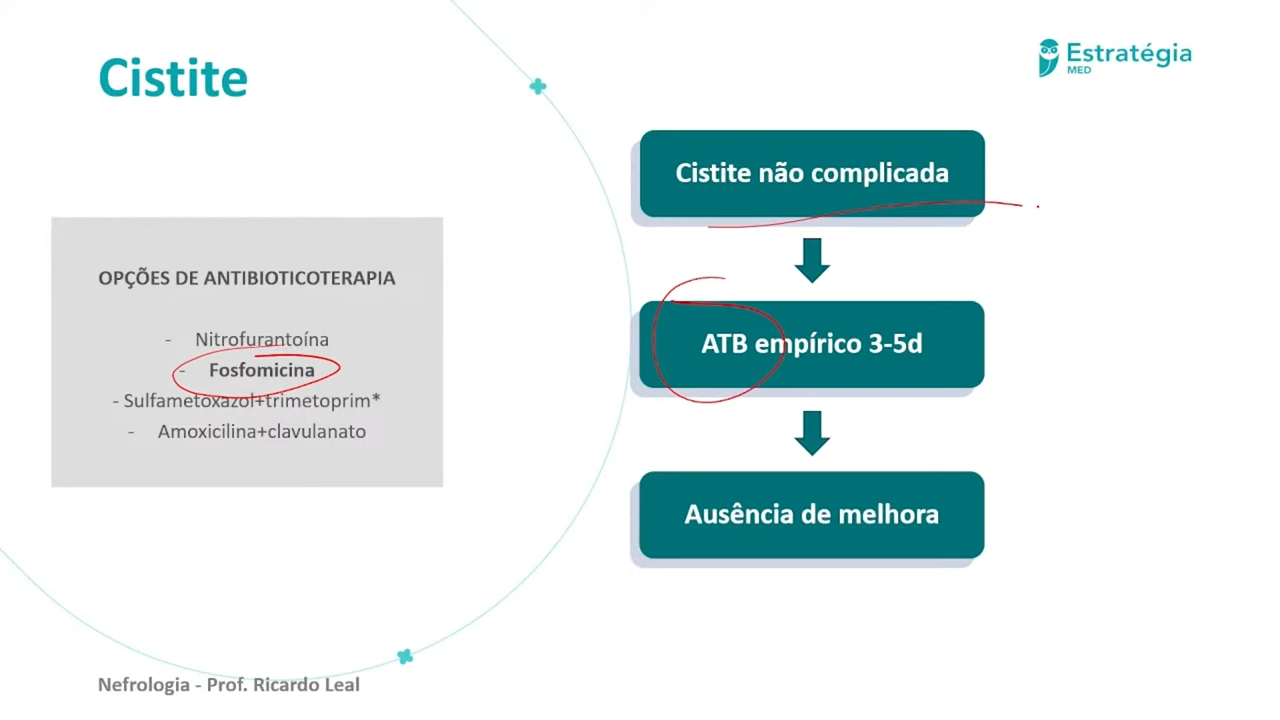 Cistite
Estratégia
MED
OPÇÕES DE ANTIBIOTICOTERAPIA
- Nitrofurantoína
- Fosfomicina
- Sulfametoxazol+trimetoprim*
- Amoxicilina+clavulanato
Cistite não complicada
ATB empírico 3-5d
Ausência de melhora
Nefrologia - Prof. Ricardo Leal